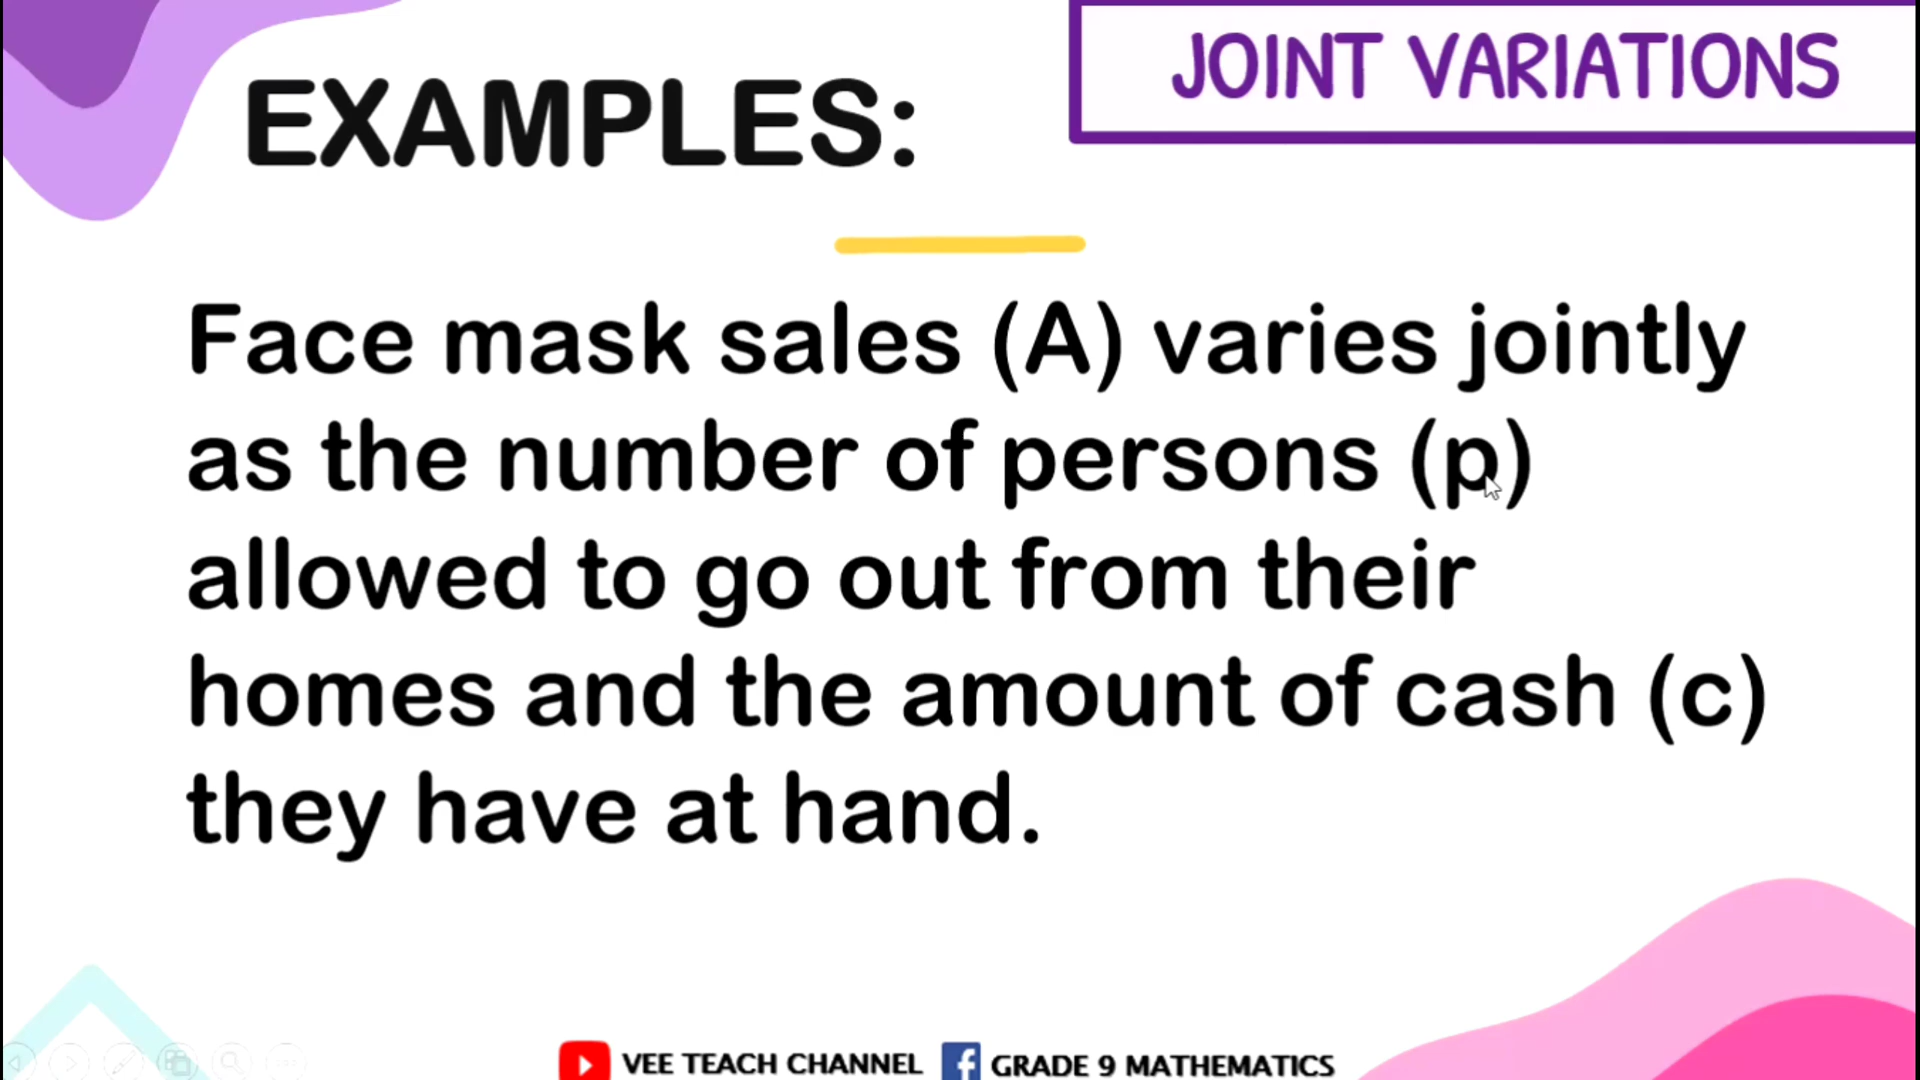 JOINT VARIATIONS
EXAMPLES:
Face mask sales (A) varies jointly
as the number of persons (p)
allowed to go out from their
homes and the amount of cash (c)
they have at hand.
VEE TEACH CHANNEL f GRADE 9 MATHEMATICS